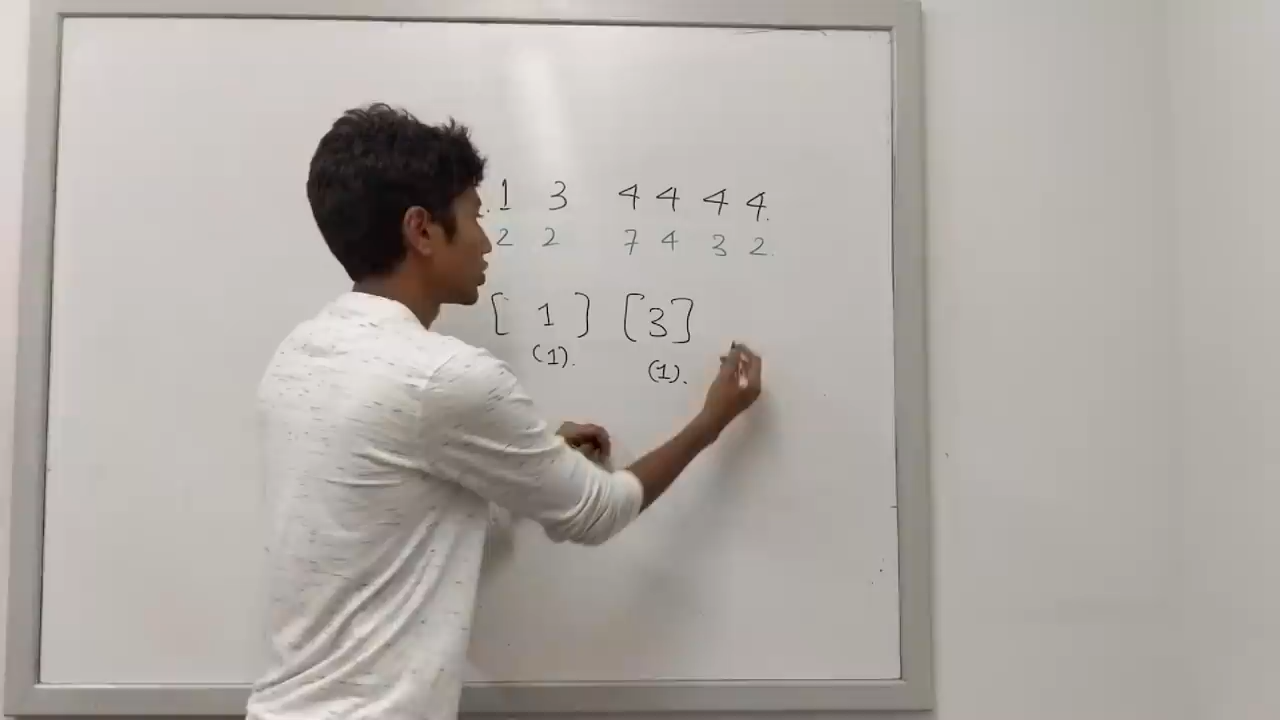 . 1 3 4 4 4 4.
2 2 7 4 3 2.
[ 1 ] [3]
(1). (1).